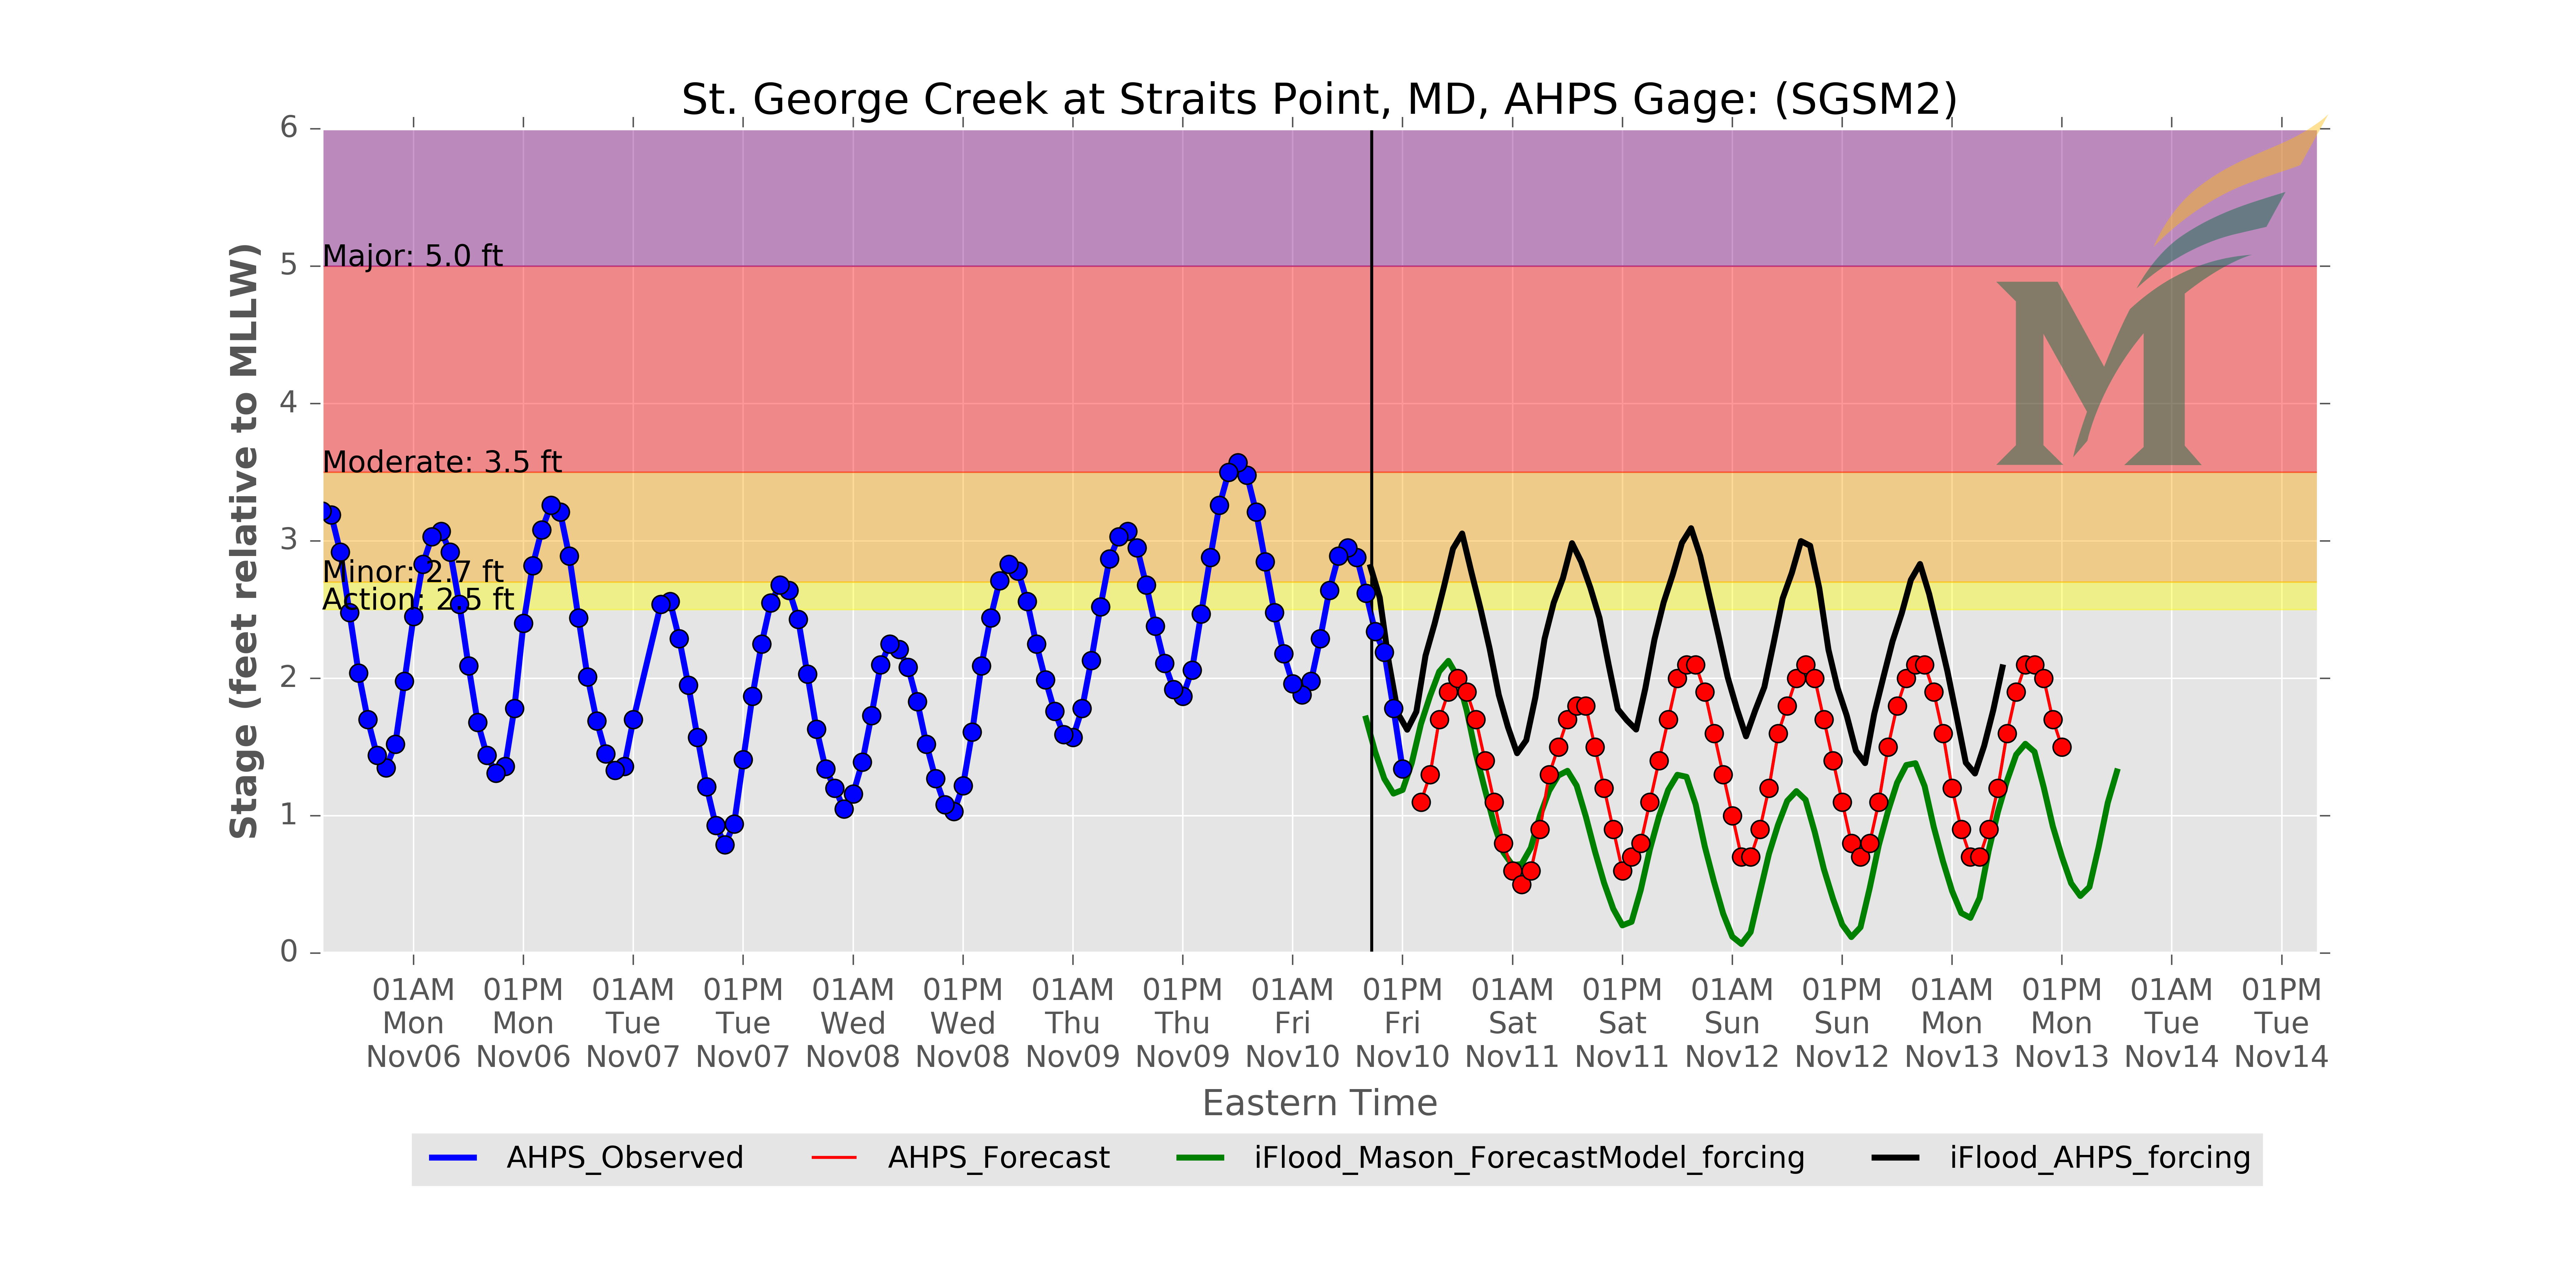 St. George Creek at Straits Point, MD, AHPS Gage: (SGSM2)
Stage (feet relative to MLLW)
6
5
4
3
2
1
0
Major: 5.0 ft
Moderate: 3.5 ft
Minor: 2.7 ft
Action: 2.5 ft
M
01AM 01PM 01AM 01PM 01AM 01PM 01AM 01PM 01AM 01PM 01AM 01PM 01AM 01PM 01AM 01PM 01AM 01PM
Mon Mon Tue Tue Wed Wed Thu Thu Fri Fri Sat Sat Sun Sun Mon Mon Tue Tue
Nov06 Nov06 Nov07 Nov07 Nov08 Nov08 Nov09 Nov09 Nov10 Nov10 Nov11 Nov11 Nov12 Nov12 Nov13 Nov13 Nov14 Nov14
Eastern Time
AHPS_Observed AHPS_Forecast iFlood_Mason_ForecastModel_forcing iFlood_AHPS_forcing